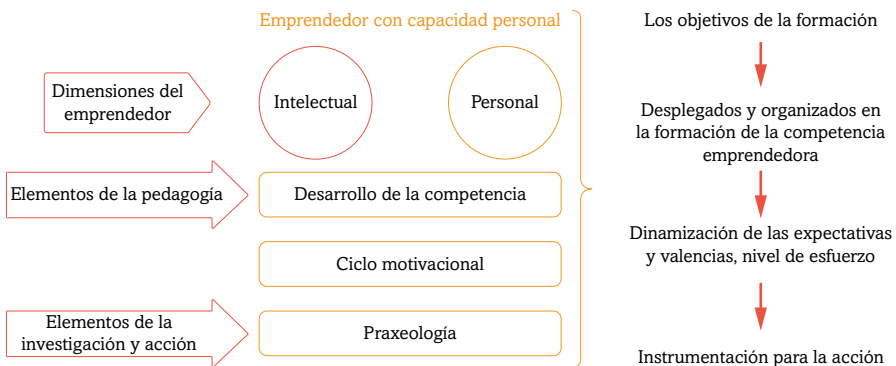 Emprendedor con capacidad personal
Dimensiones del
emprendedor
Intelectual
Personal
Elementos de la pedagogía
Desarrollo de la competencia
Ciclo motivacional
Elementos de la
investigación y acción
Praxeología
Los objetivos de la formación
Desplegados y organizados en
la formación de la competencia
emprendedora
Dinamización de las expectativas
y valencias, nivel de esfuerzo
Instrumentación para la acción